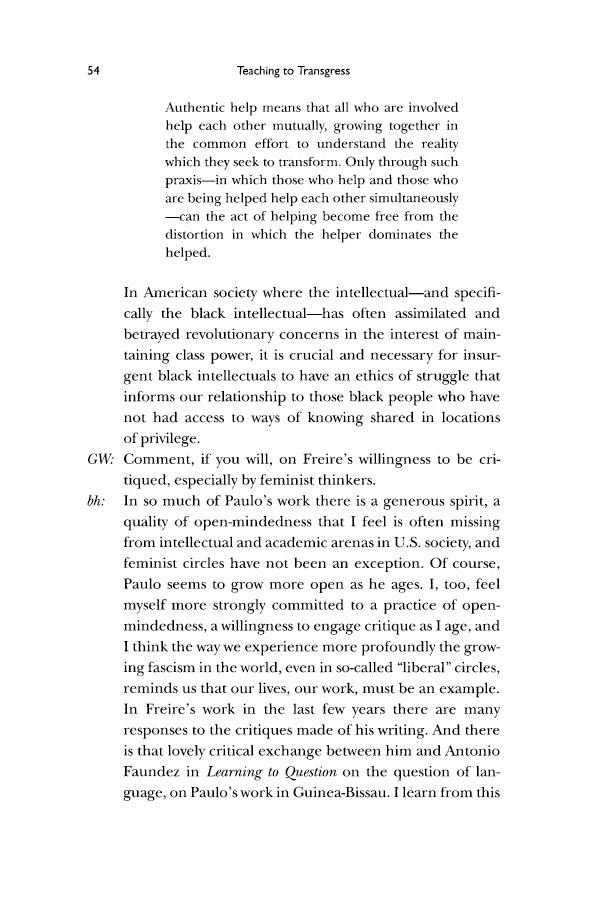 54 Teaching to Transgress
Authentic help means that all who are involved
help each other mutually, growing together in
the common effort to understand the reality
which they seek to transform. Only through such
praxis—in which those who help and those who
are being helped help each other simultaneously
—can the act of helping become free from the
distortion in which the helper dominates the
helped.
In American society where the intellectual—and specifi-
cally the black intellectual—has often assimilated and
betrayed revolutionary concerns in the interest of main-
taining class power, it is crucial and necessary for insur-
gent black intellectuals to have an ethics of struggle that
informs our relationship to those black people who have
not had access to ways of knowing shared in locations
of privilege.
GW: Comment, if you will, on Freire's willingness to be cri-
tiqued, especially by feminist thinkers.
bh: In so much of Paulo's work there is a generous spirit, a
quality of open-mindedness that I feel is often missing
from intellectual and academic arenas in U.S. society, and
feminist circles have not been an exception. Of course,
Paulo seems to grow more open as he ages. I, too, feel
myself more strongly committed to a practice of open-
mindedness, a willingness to engage critique as I age, and
I think the way we experience more profoundly the grow-
ing fascism in the world, even in so-called "liberal" circles,
reminds us that our lives, our work, must be an example.
In Freire's work in the last few years there are many
responses to the critiques made of his writing. And there
is that lovely critical exchange between him and Antonio
Faundez in Learning to Question on the question of lan-
guage, on Paulo's work in Guinea-Bissau. I learn from this